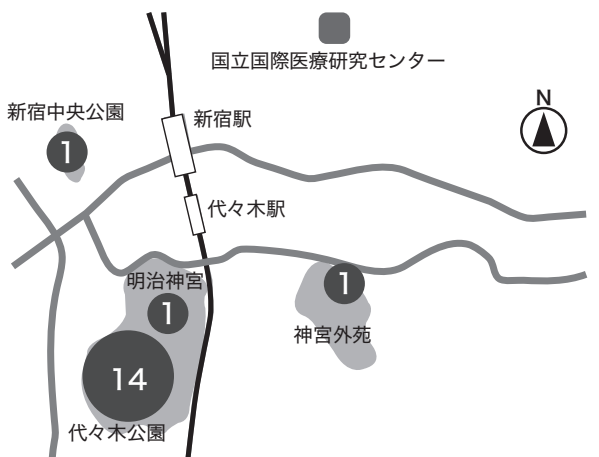 国立国際医療研究センター
新宿中央公園
1
新宿駅
N
代々木駅
明治神宮
1
1
神宮外苑
14
代々木公園